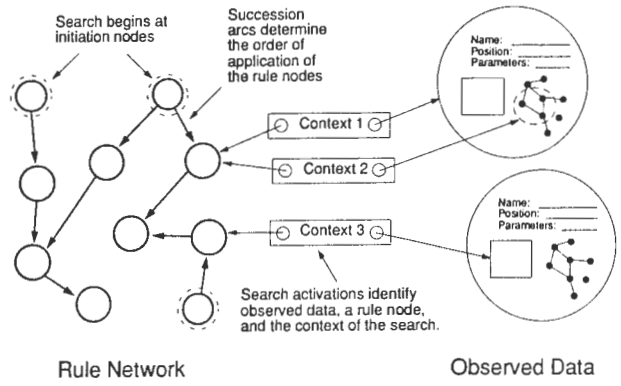 Search begins at
initiation nodes
Succession
arcs determine
the order of
application of
the rule nodes
Name:
Position:
Parameters:
Context 1
Context 2
Context 3
Name:
Position:
Parameters:
Search activations identify
observed data, a rule node,
and the context of the search.
Rule Network
Observed Data